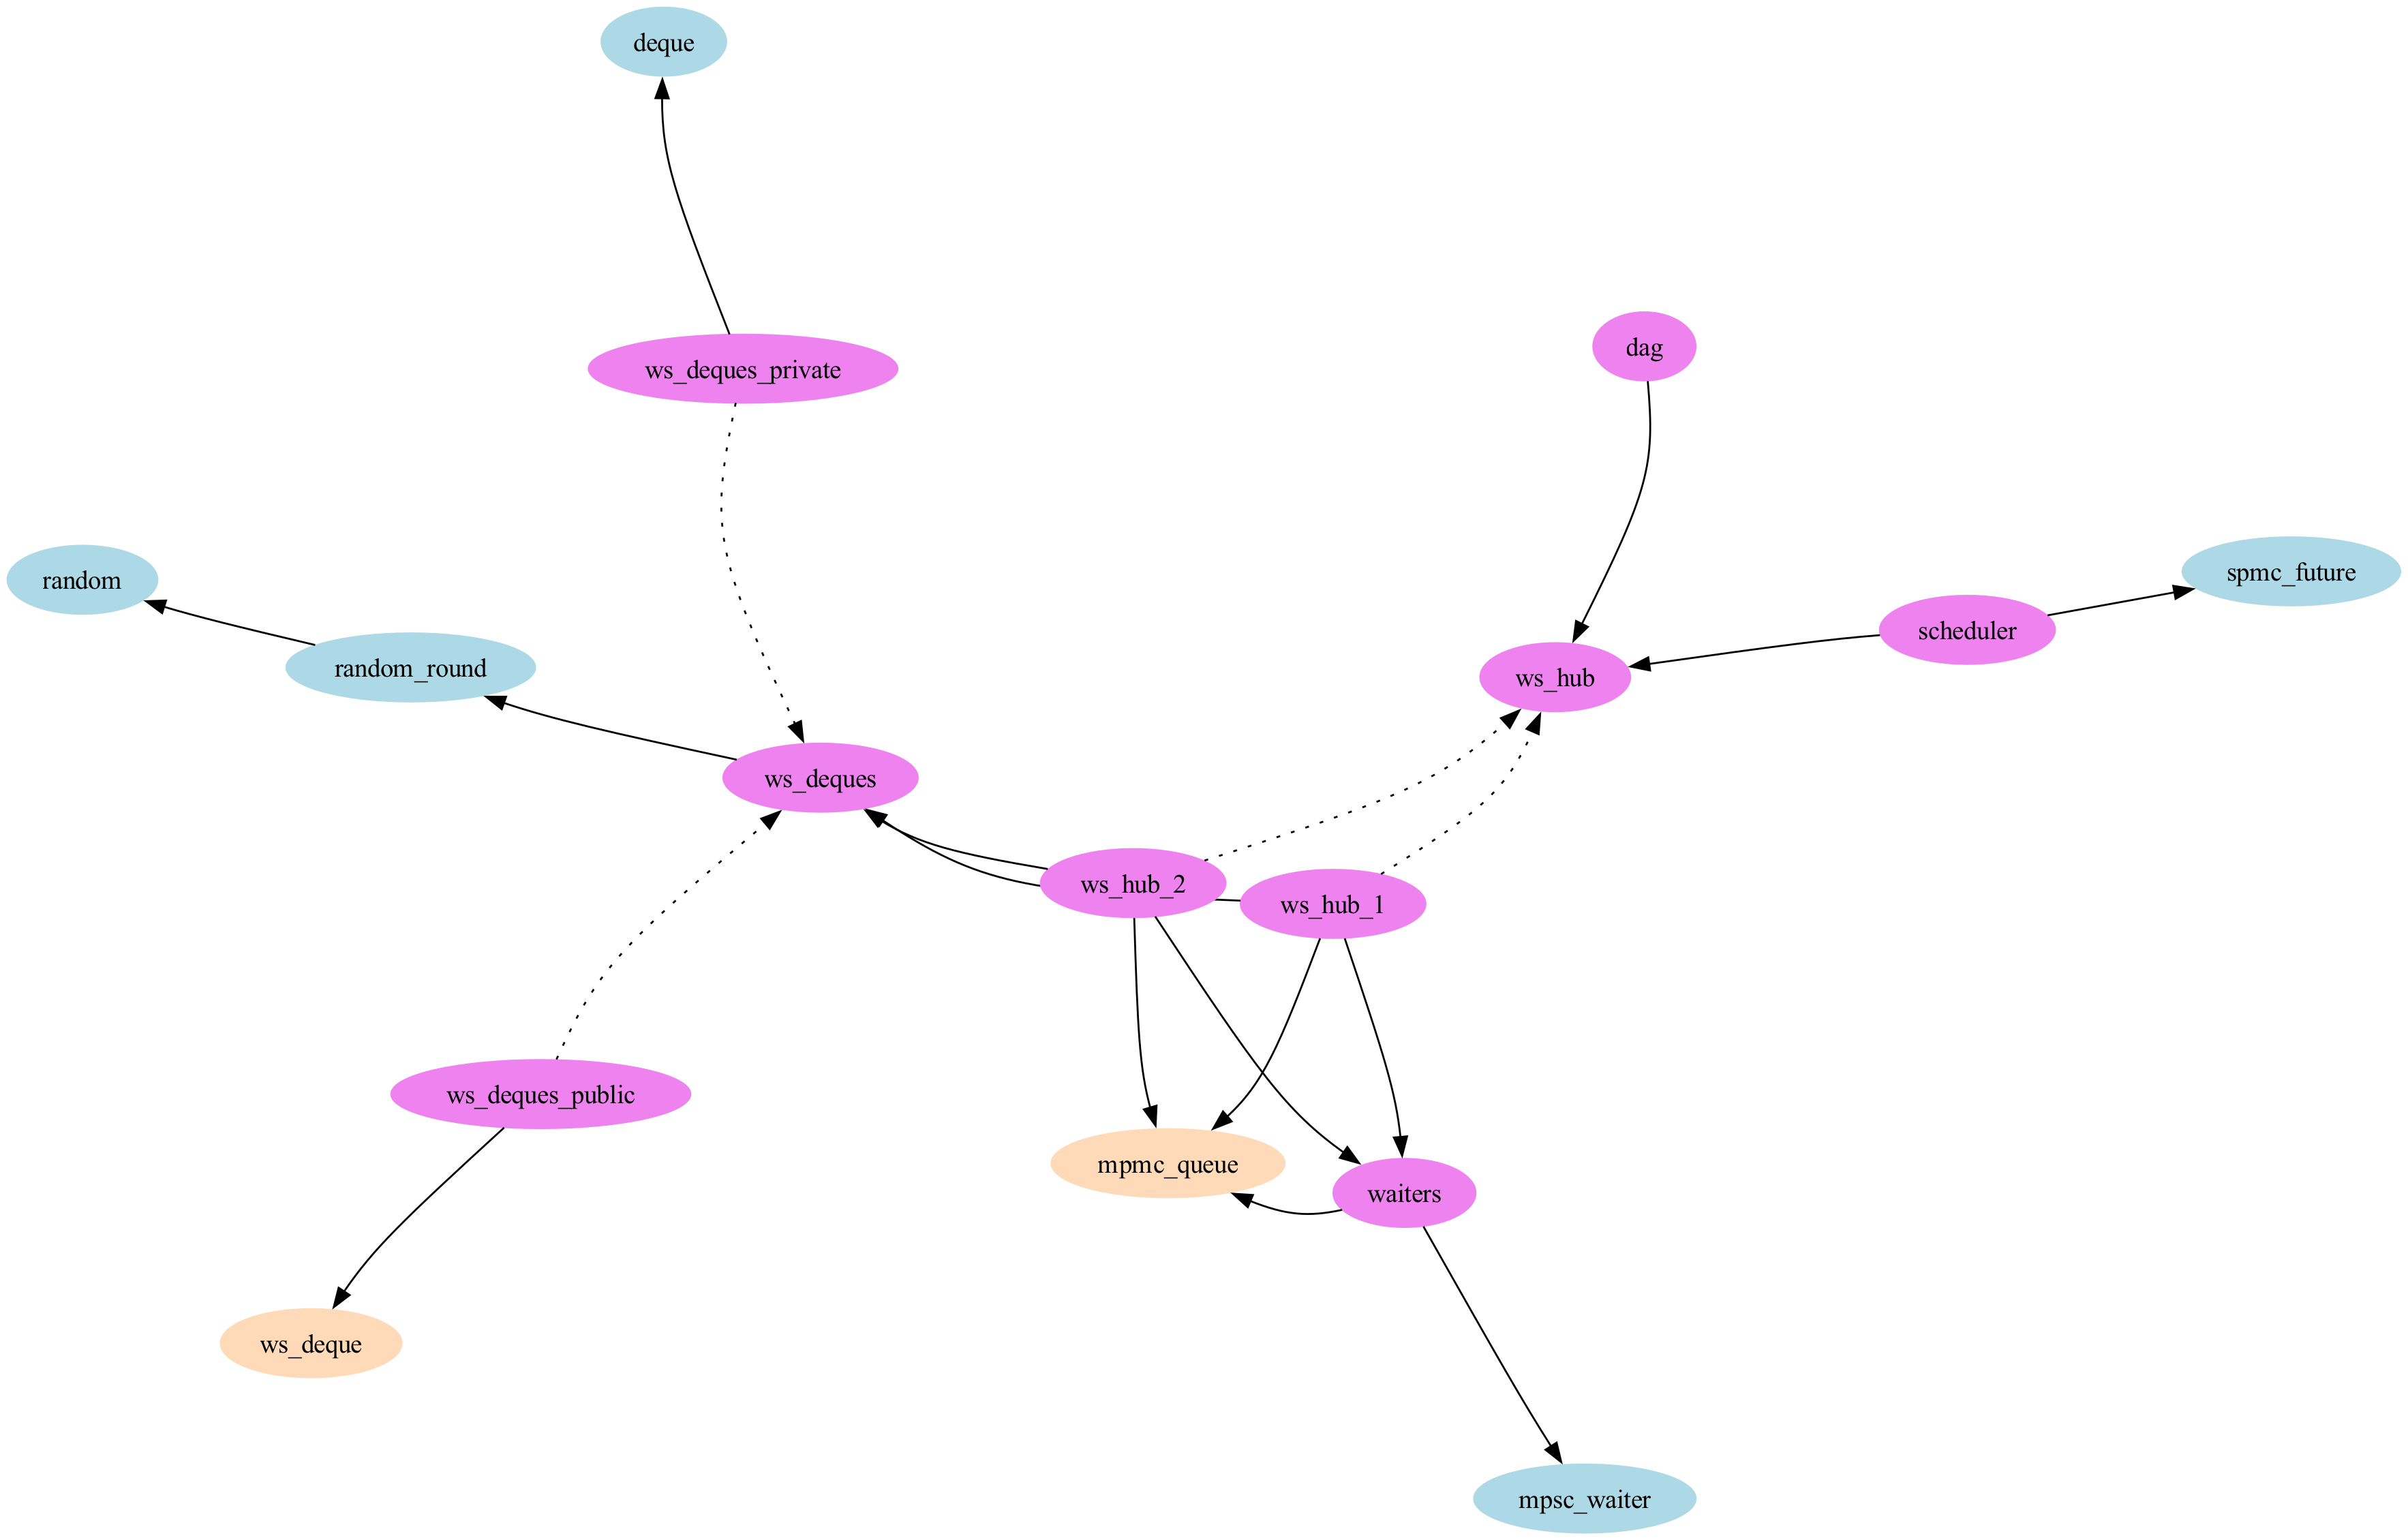 deque
dag
ws_deques_private
spmc_future
random
scheduler
random_round
ws_hub
ws_deques
ws_hub_2
ws_hub_1
ws_deques_public
mpmc_queue
waiters
ws_deque
mpsc_waiter